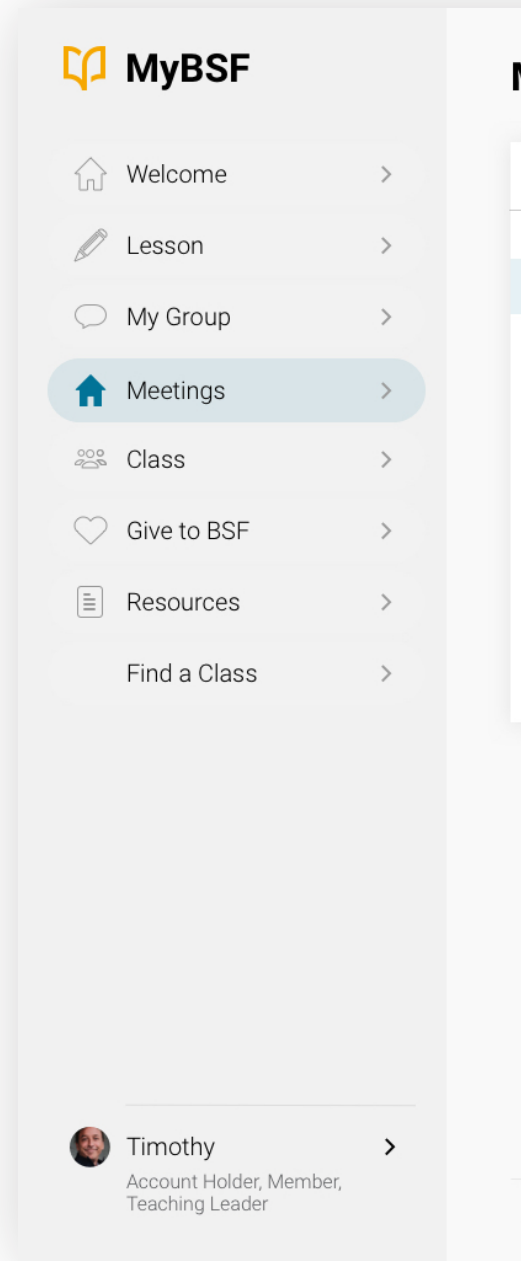 MyBSF
Welcome
Lesson
My Group
Meetings
Class
Give to BSF
Resources
Find a Class
Timothy
Account Holder, Member,
Teaching Leader